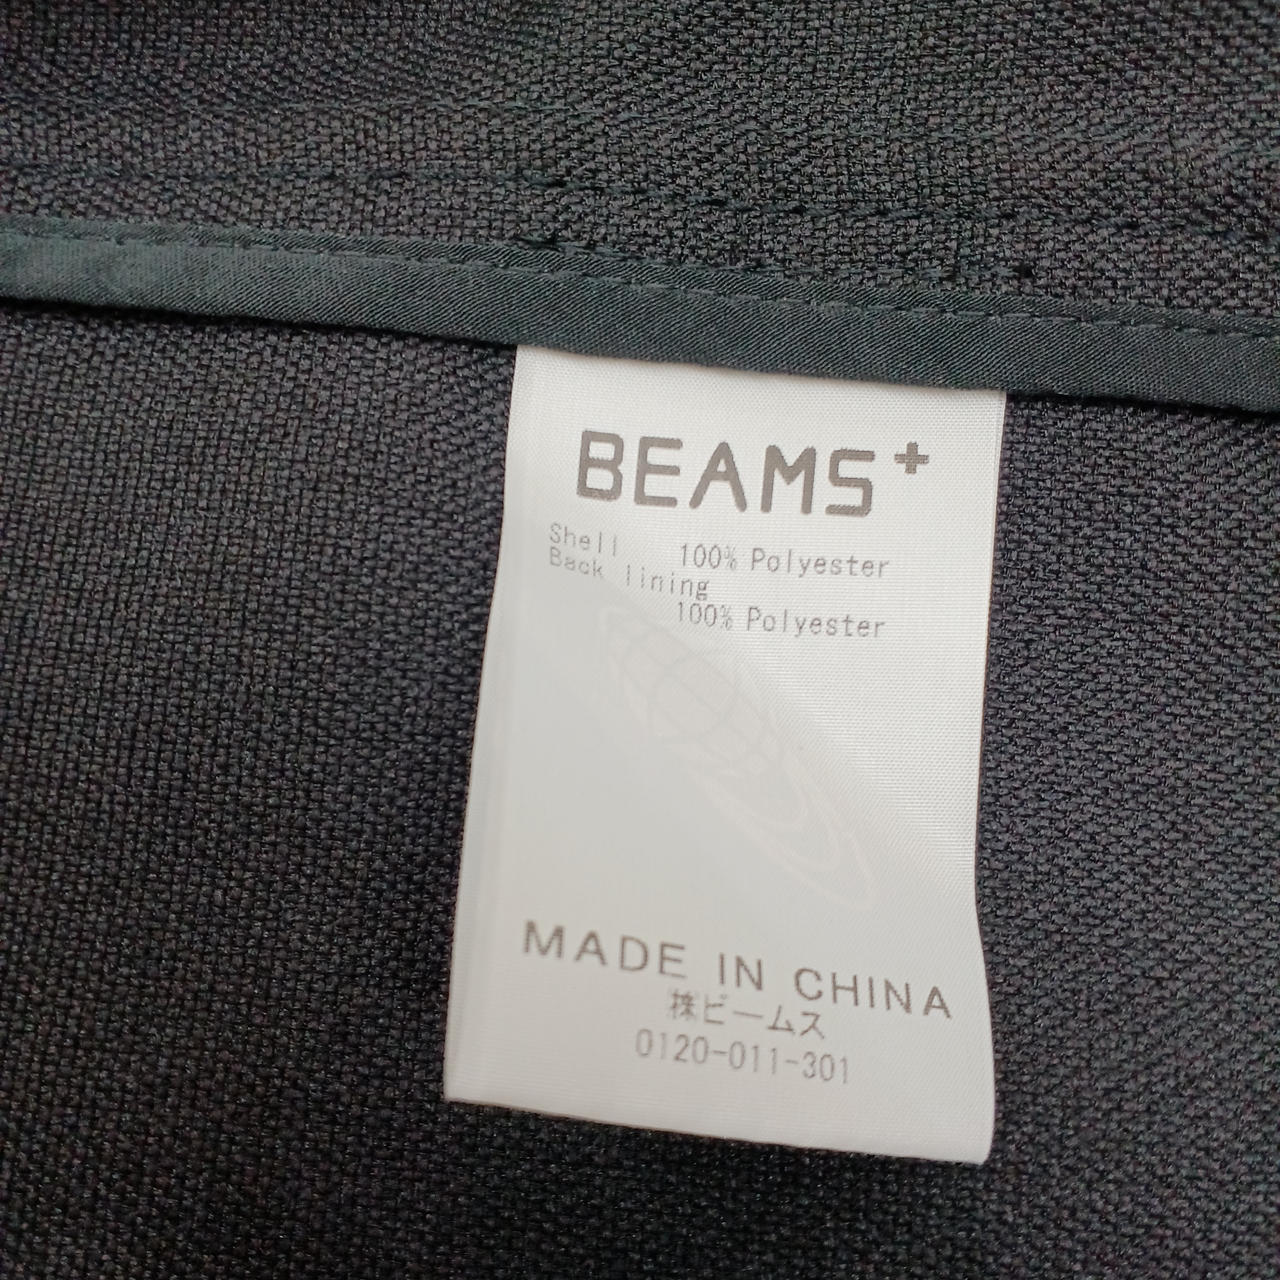 BEAMS+
Shell 100% Polyester
Back lining
100% Polyester
MADE IN CHINA
㈱ビームス
0120-011-301